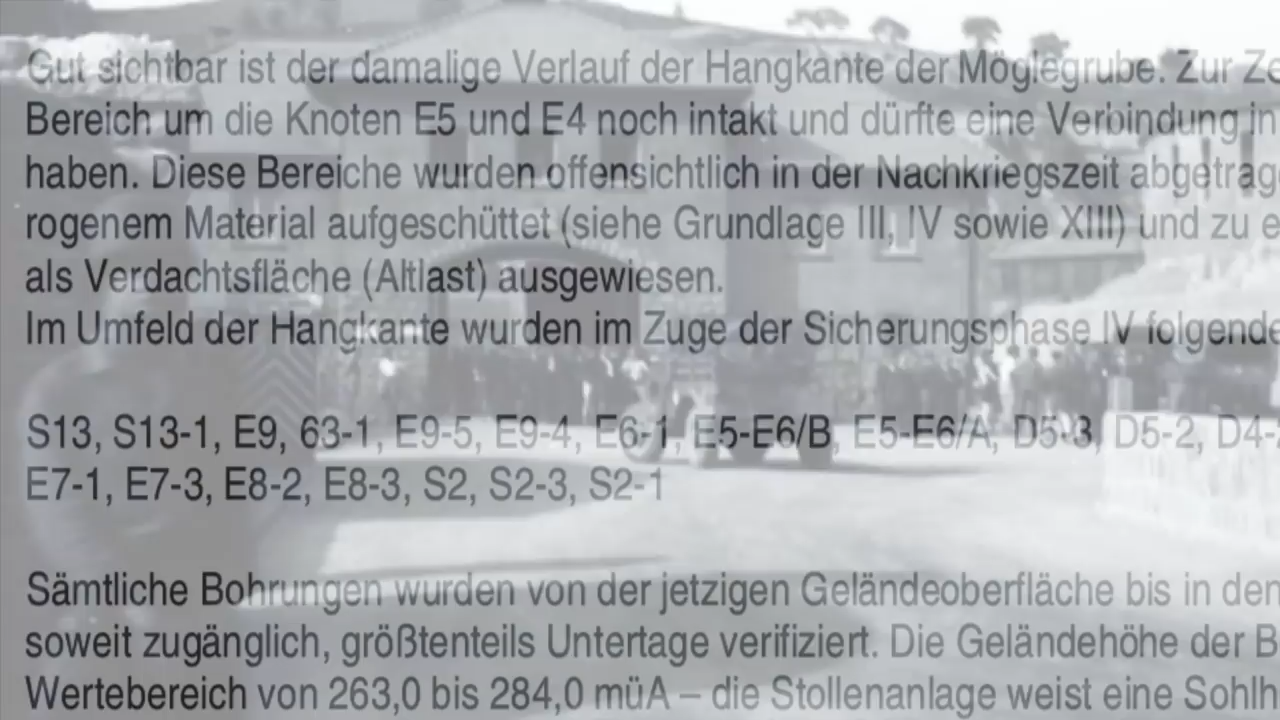 Gut sichtbar ist der damalige Verlauf der Hangkante der Möglegrube. Zur
Bereich um die Knoten E5 und E4 noch intakt und dürfte eine Verbindung in
haben. Diese Bereiche wurden offensichtlich in der Nachkriegszeit
rogenem Material aufgeschüttet (siehe Grundlage III, IV sowie XIII) und zu
als Verdachtsfläche (Altlast) ausgewiesen.
Im Umfeld der Hangkante wurden im Zuge der Sicherungsphase IV folgende
S13, S13-1, E9, 63-1, E9-5, E9-4, E6-1, E5-E6/B, E5-E6/A, D5-3, D5-2,
E7-1, E7-3, E8-2, E8-3, S2, S2-3, S2-1
Sämtliche Bohrungen wurden von der jetzigen Geländeoberfläche bis in den
soweit zugänglich, größtenteils Untertage verifiziert. Die Geländehöhe der
Wertebereich von 263,0 bis 284,0 müA – die Stollenanlage weist eine